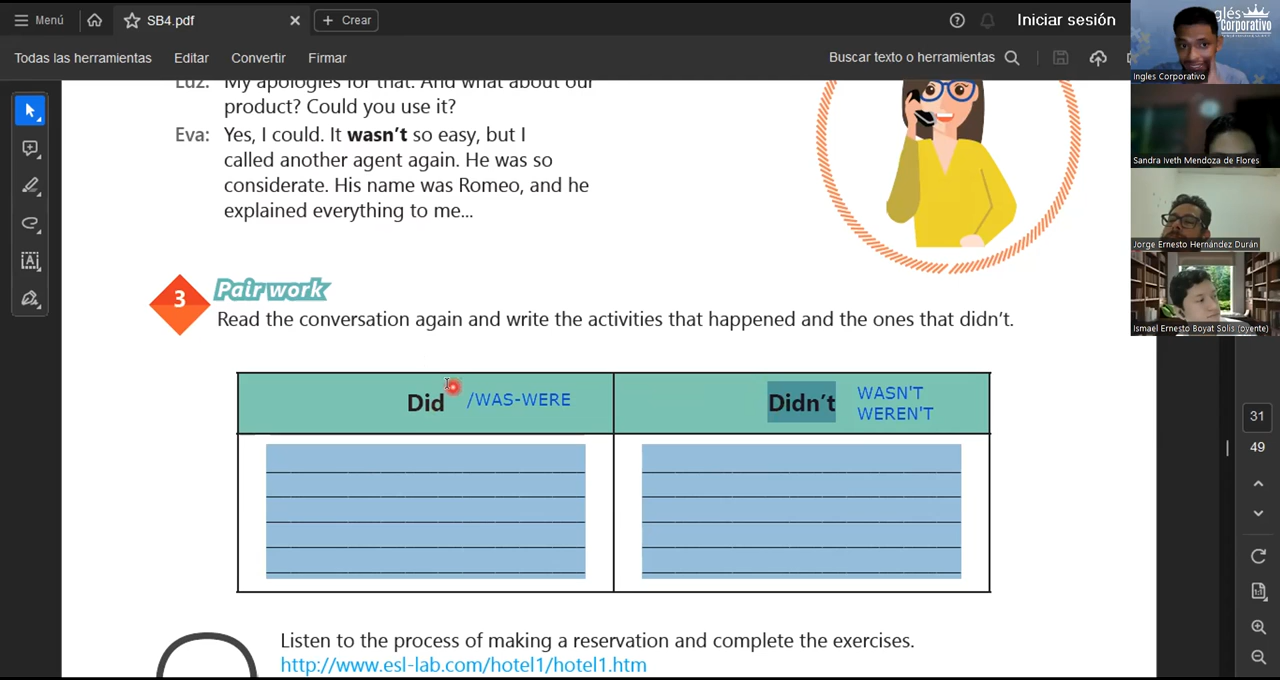 Menú
SB4.pdf
Crear
Iniciar sesión
Todas las herramientas
Editar
Convertir
Firmar
Buscar texto o herramientas
Luz: My apologies for that. And what about our
product? Could you use it?
Eva: Yes, I could. It wasn't so easy, but I
called another agent again. He was so
considerate. His name was Romeo, and he
explained everything to me...
3
Pair work
Read the conversation again and write the activities that happened and the ones that didn't.
Did /WAS-WERE
Didn't WASN'T
WEREN'T
Listen to the process of making a reservation and complete the exercises.
http://www.esl-lab.com/hotel1/hotel1.htm
Corporativo
Ingles Corporativo
Sandra Iveth Mendoza de Flores
Jorge Ernesto Hernández Durán
Ismael Ernesto Boyat Solis (oyente)
31
49